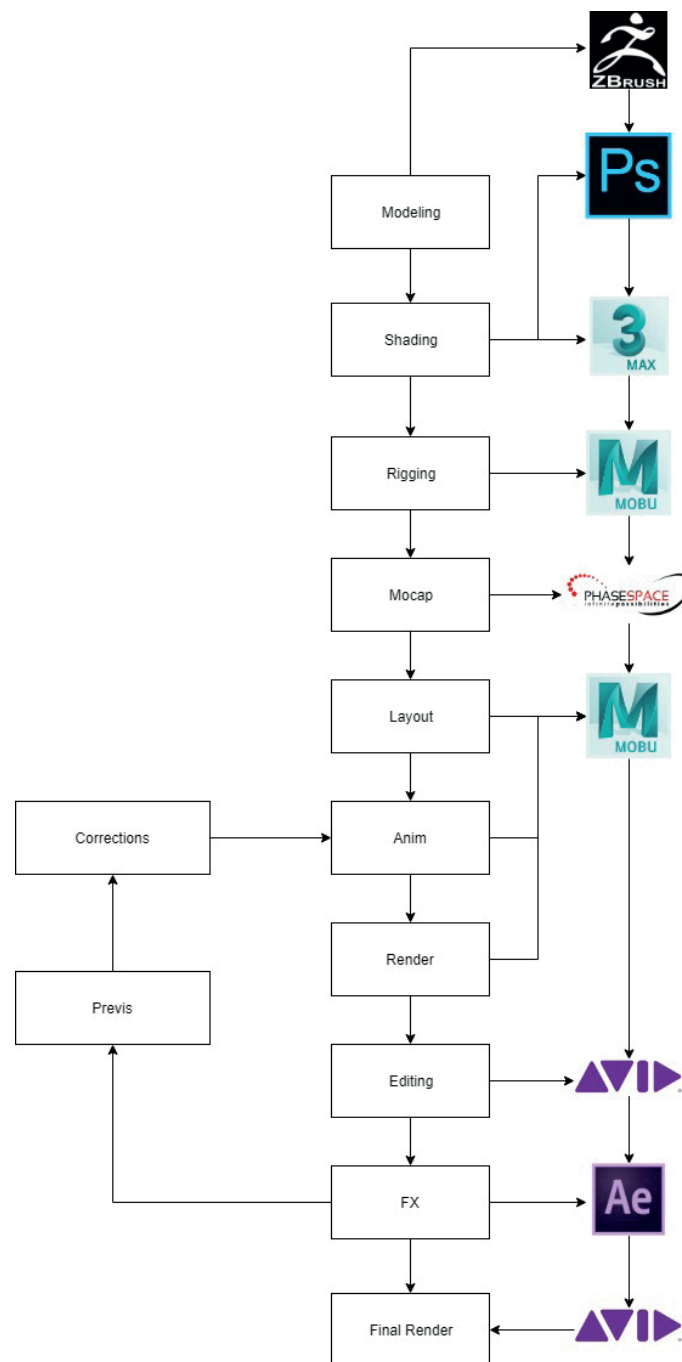 ZBRUSH
Ps
Modeling
Shading
3
MAX
Rigging
M
MOBU
Mocap
PHASESPACE
infinitepossibilities
Layout
M
MOBU
Corrections
Anim
Render
Previs
Editing
AVID
FX
Ae
Final Render
AVID